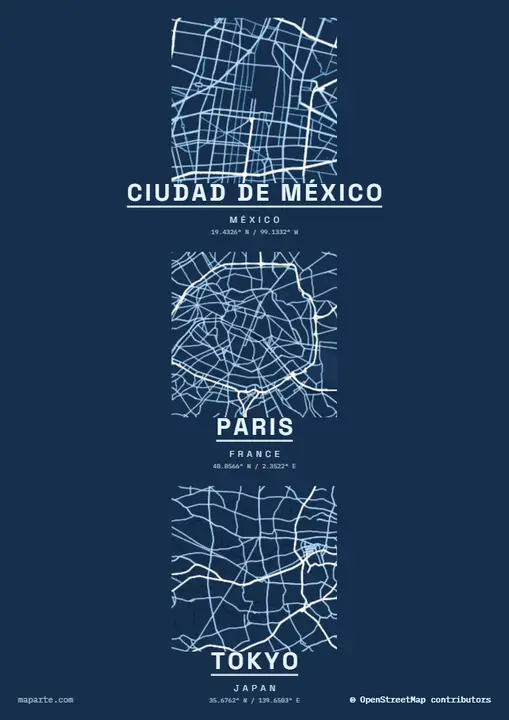 CIUDAD DE MÉXICO
MÉXICO
19.4326° N / 99.1332° W
PARIS
FRANCE
48.8566° N / 2.3522° E
TOKYO
JAPAN
35.6762° N / 139.6503° E
maparte.com
© OpenStreetMap contributors